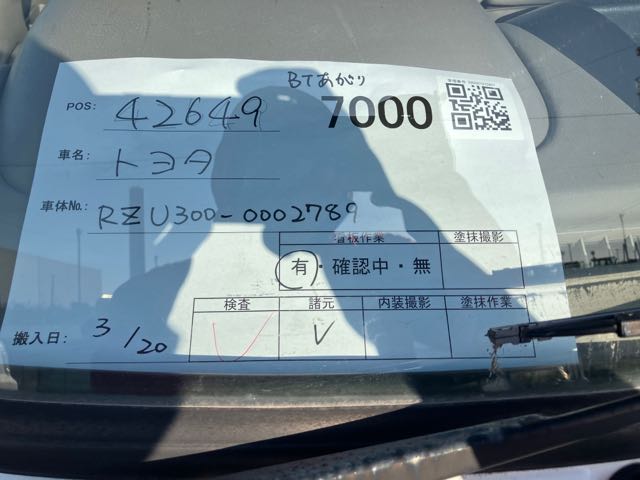 BTあがり
POS: 42649 7000
車名: トヨタ
車体No.: RZU300-0002789
看板作業 塗抹撮影
有・確認中・無
検査 諸元 内装撮影 塗抹作業
搬入日: 3/20